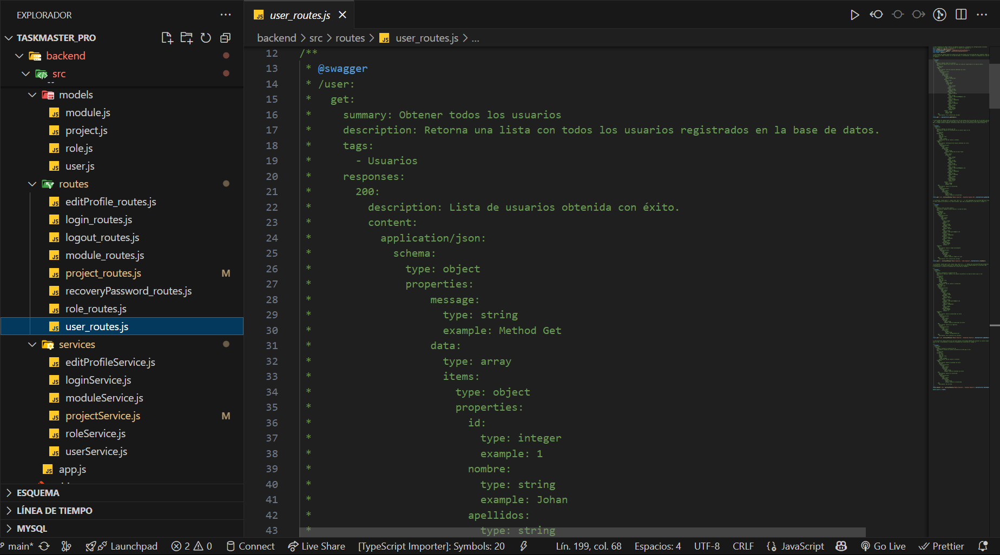 EXPLORADOR
TASKMASTER_PRO
backend
src
models
module.js
project.js
role.js
user.js
routes
editProfile_routes.js
login_routes.js
logout_routes.js
module_routes.js
project_routes.js M
recoveryPassword_routes.js
role_routes.js
user_routes.js
services
editProfileService.js
loginService.js
moduleService.js
projectService.js M
roleService.js
userService.js
app.js
ESQUEMA
LÍNEA DE TIEMPO
MYSQL
user_routes.js
backend > src > routes > user_routes.js > ...
12 /**
13 * @swagger
14 * /user:
15 * get:
16 * summary: Obtener todos los usuarios
17 * description: Retorna una lista con todos los usuarios registrados en la base de datos.
18 * tags:
19 * - Usuarios
20 * responses:
21 * 200:
22 * description: Lista de usuarios obtenida con éxito.
23 * content:
24 * application/json:
25 * schema:
26 * type: object
27 * properties:
28 * message:
29 * type: string
30 * example: Method Get
31 * data:
32 * type: array
33 * items:
34 * type: object
35 * properties:
36 * id:
37 * type: integer
38 * example: 1
39 * nombre:
40 * type: string
41 * example: Johan
42 * apellidos:
43 * type: string
main* Launchpad 2 0 Connect Live Share [TypeScript Importer]: Symbols: 20 Lín. 199, col. 68 Espacios: 4 UTF-8 CRLF JavaScript Go Live Prettier